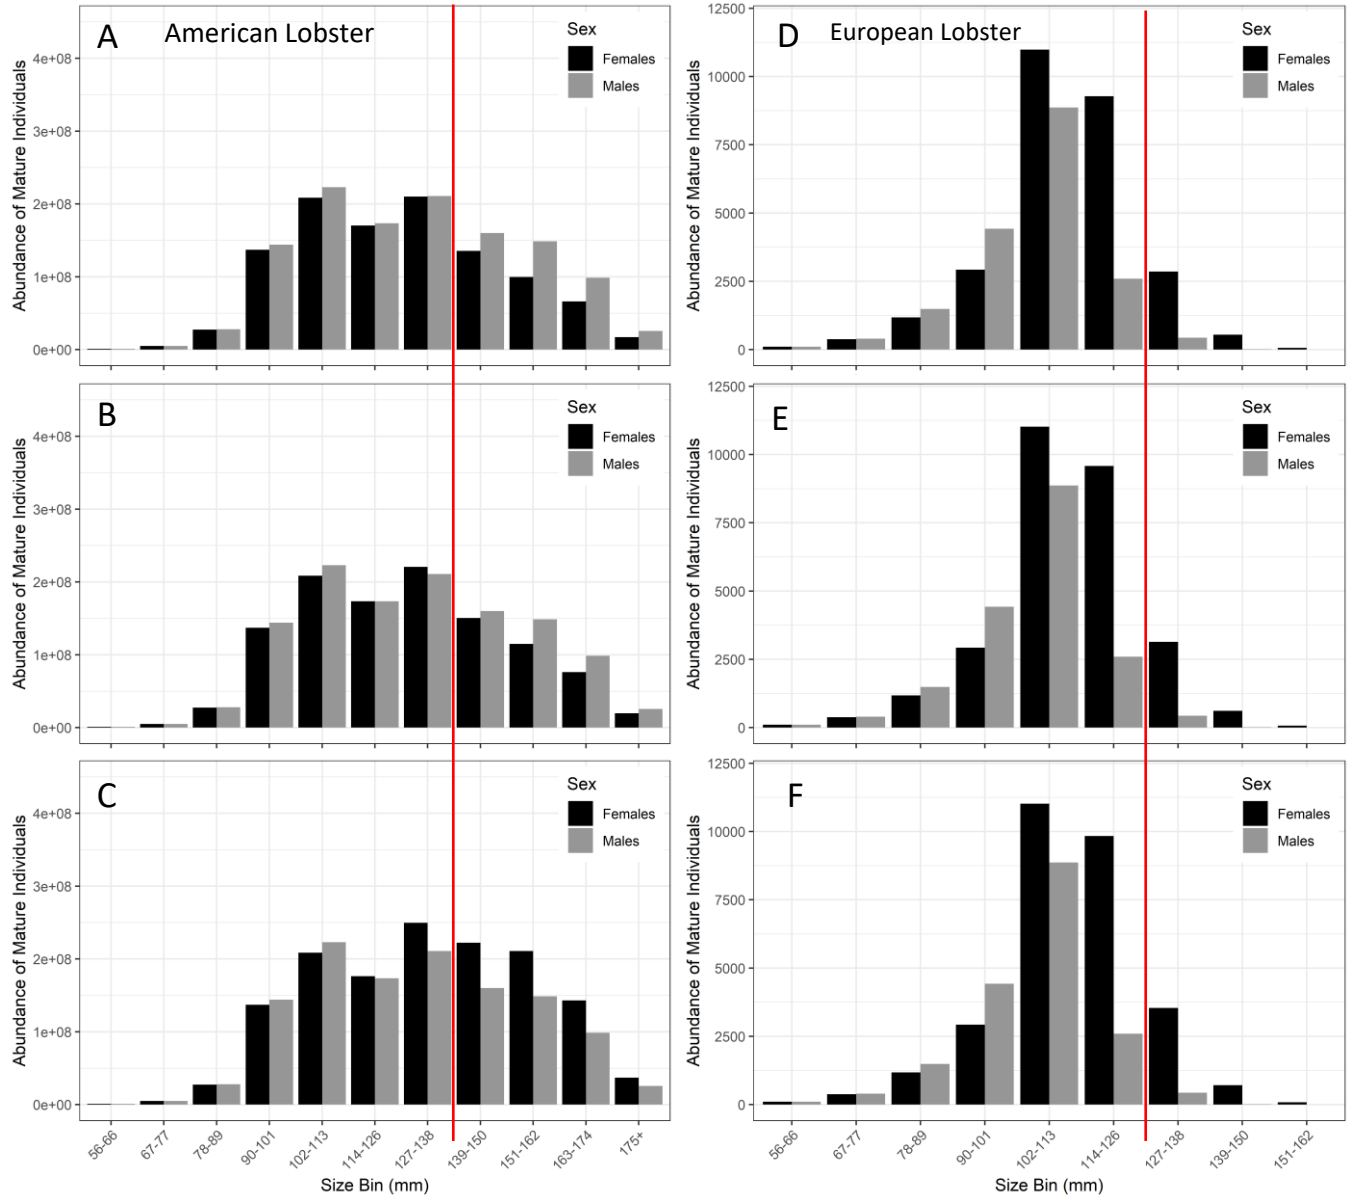 A American Lobster
Sex
Females
Males
Abundance of Mature Individuals
4e+08
3e+08
2e+08
1e+08
0e+00
D European Lobster
Sex
Females
Males
Abundance of Mature Individuals
12500
10000
7500
5000
2500
0
B
Sex
Females
Males
Abundance of Mature Individuals
4e+08
3e+08
2e+08
1e+08
0e+00
E
Sex
Females
Males
Abundance of Mature Individuals
12500
10000
7500
5000
2500
0
C
Sex
Females
Males
Abundance of Mature Individuals
4e+08
3e+08
2e+08
1e+08
0e+00
56-66 67-77 78-89 90-101 102-113 114-126 127-138 139-150 151-162 163-174 175+
Size Bin (mm)
F
Sex
Females
Males
Abundance of Mature Individuals
12500
10000
7500
5000
2500
0
56-66 67-77 78-89 90-101 102-113 114-126 127-138 139-150 151-162
Size Bin (mm)